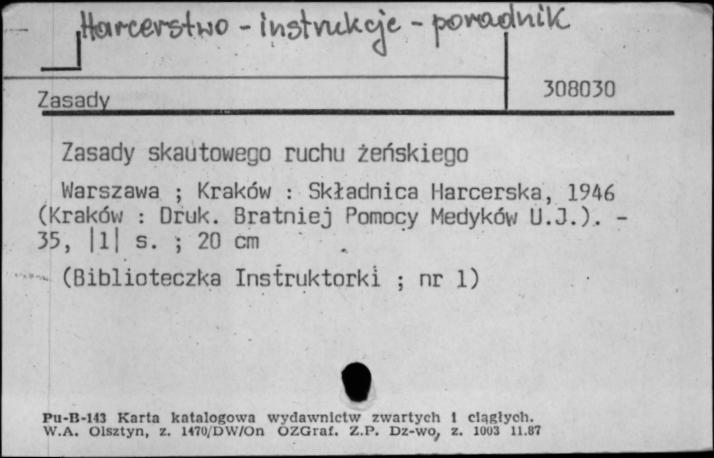 Harcerstwo - instrukcje - poradnik
308030
Zasady
Zasady skautowego ruchu żeńskiego
Warszawa ; Kraków : Składnica Harcerska, 1946
(Kraków : Druk. Bratniej Pomocy Medyków U.J.). -
35, |1| s. ; 20 cm
(Biblioteczka Instruktorki ; nr 1)
Pu-B-143 Karta katalogowa wydawnictw zwartych i ciągłych.
W.A. Olsztyn, z. 1470/DW/On OZGraf. Z.P. Dz-wo, z. 1003 11.87